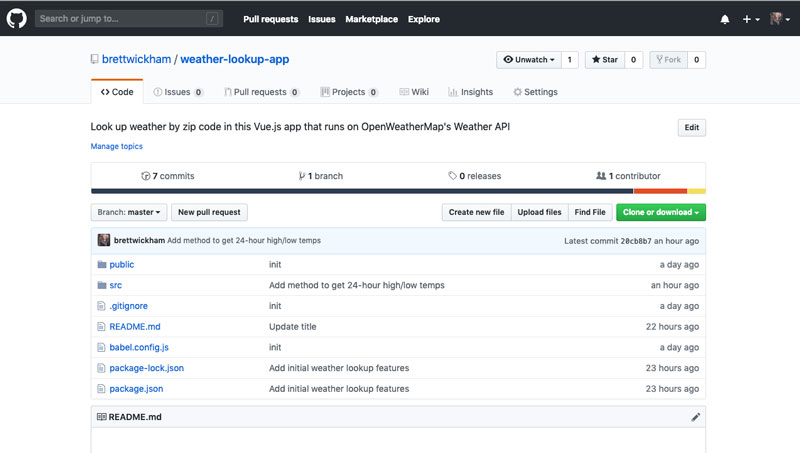 Search or jump to... /
Pull requests Issues Marketplace Explore
brettwickham / weather-lookup-app
Unwatch 1 Star 0 Fork 0
Code Issues 0 Pull requests 0 Projects 0 Wiki Insights Settings
Look up weather by zip code in this Vue.js app that runs on OpenWeatherMap's Weather API
Edit
Manage topics
7 commits 1 branch 0 releases 1 contributor
Branch: master New pull request Create new file Upload files Find File Clone or download
brettwickham Add method to get 24-hour high/low temps Latest commit 20cb8b7 an hour ago
public init a day ago
src Add method to get 24-hour high/low temps an hour ago
.gitignore init a day ago
README.md Update title 22 hours ago
babel.config.js init a day ago
package-lock.json Add initial weather lookup features 23 hours ago
package.json Add initial weather lookup features 23 hours ago
README.md